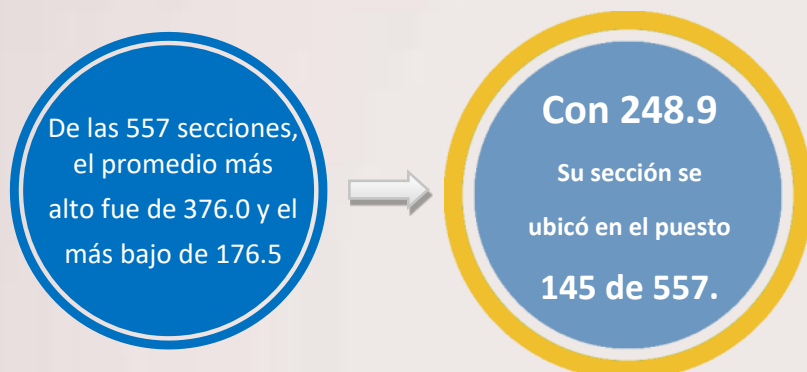 De las 557 secciones,
el promedio más
alto fue de 376.0 y el
más bajo de 176.5
Con 248.9
Su sección se
ubicó en el puesto
145 de 557.